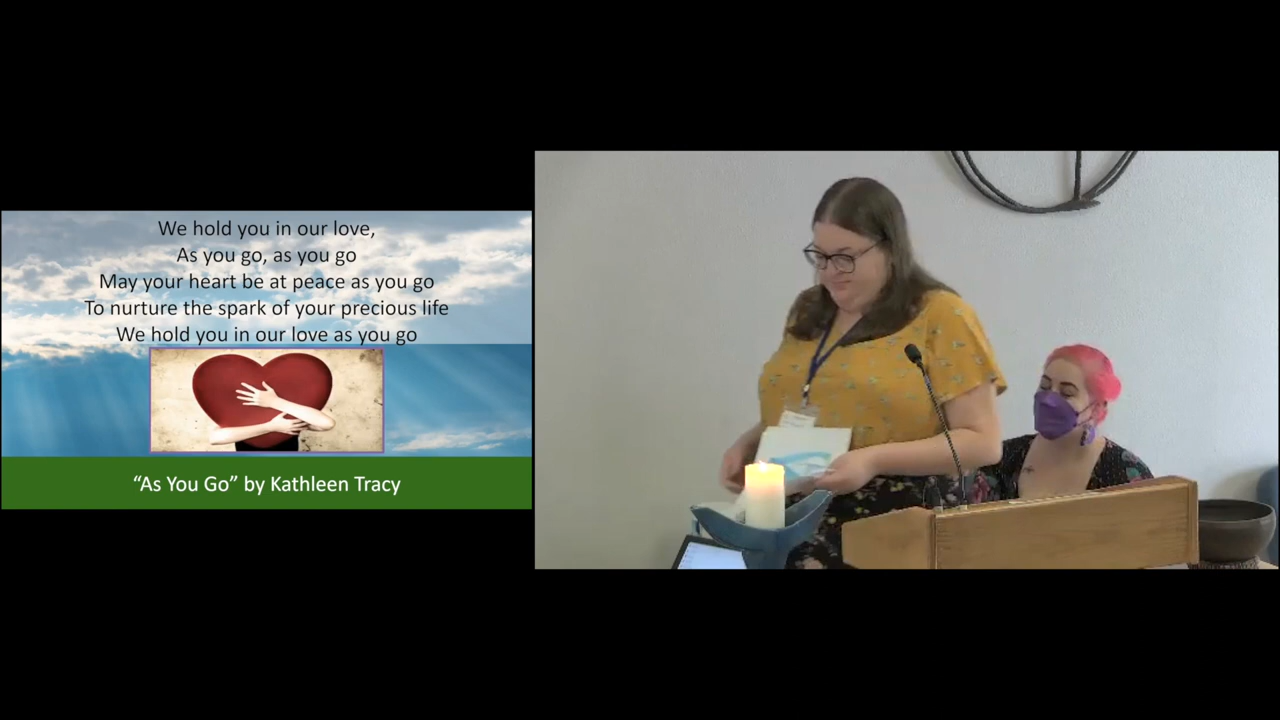 We hold you in our love,
As you go, as you go
May your heart be at peace as you go
To nurture the spark of your precious life
We hold you in our love as you go
“As You Go” by Kathleen Tracy